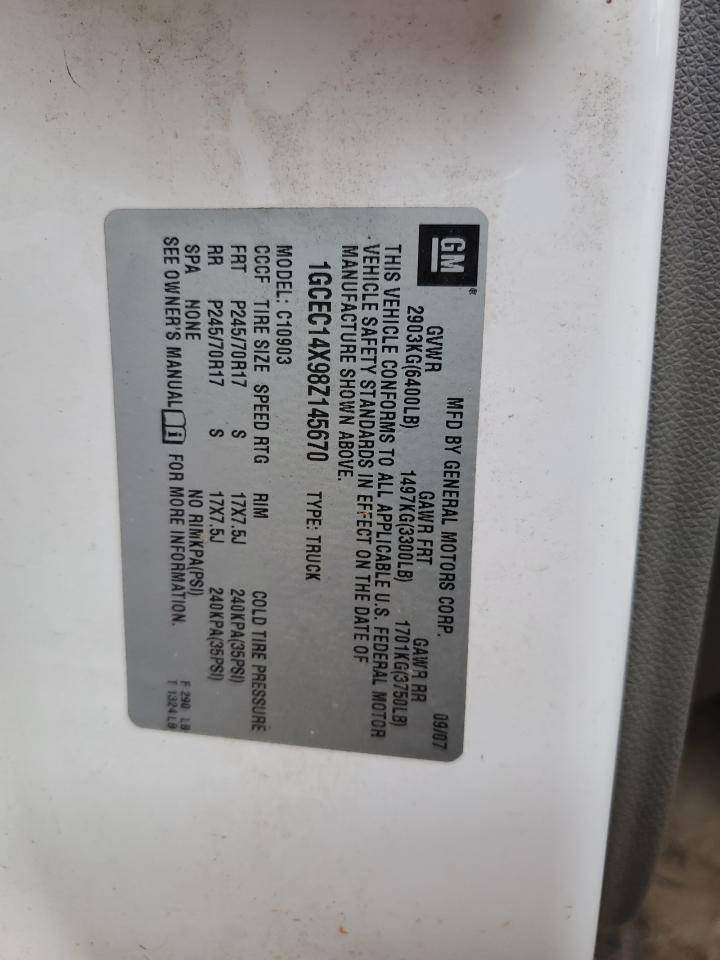 GM®
MFD BY GENERAL MOTORS CORP. 09/07
GVWR GAWR FRT GAWR RR
2903KG(6400LB) 1497KG(3300LB) 1701KG(3750LB)
THIS VEHICLE CONFORMS TO ALL APPLICABLE U.S. FEDERAL MOTOR
VEHICLE SAFETY STANDARDS IN EFFECT ON THE DATE OF
MANUFACTURE SHOWN ABOVE.
1GCEC14X98Z145670 TYPE: TRUCK
MODEL: C10903
CCCF TIRE SIZE SPEED RTG RIM COLD TIRE PRESSURE
FRT P245/70R17 S 17X7.5J 240KPA(35PSI)
RR P245/70R17 S 17X7.5J 240KPA(35PSI)
SPA NONE NO RIMKPA(PSI)
SEE OWNER'S MANUAL i FOR MORE INFORMATION.
F 290 LB
T 1324LB